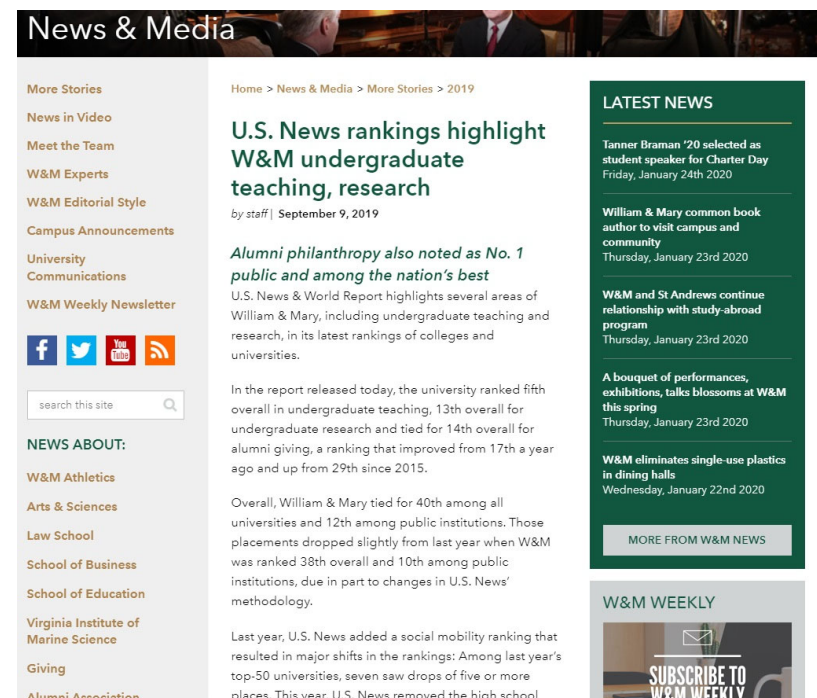 News & Media
More Stories
News in Video
Meet the Team
W&M Experts
W&M Editorial Style
Campus Announcements
University
Communications
W&M Weekly Newsletter
f
You
Tube
search this site
NEWS ABOUT:
W&M Athletics
Arts & Sciences
Law School
School of Business
School of Education
Virginia Institute of
Marine Science
Giving
Alumni Association
Home > News & Media > More Stories > 2019
U.S. News rankings highlight
W&M undergraduate
teaching, research
by staff | September 9, 2019
Alumni philanthropy also noted as No. 1
public and among the nation's best
U.S. News & World Report highlights several areas of
William & Mary, including undergraduate teaching and
research, in its latest rankings of colleges and
universities.
In the report released today, the university ranked fifth
overall in undergraduate teaching, 13th overall for
undergraduate research and tied for 14th overall for
alumni giving, a ranking that improved from 17th a year
ago and up from 29th since 2015.
Overall, William & Mary tied for 40th among all
universities and 12th among public institutions. Those
placements dropped slightly from last year when W&M
was ranked 38th overall and 10th among public
institutions, due in part to changes in U.S. News'
methodology.
Last year, U.S. News added a social mobility ranking that
resulted in major shifts in the rankings: Among last year's
top-50 universities, seven saw drops of five or more
places. This year, U.S. News removed the high school
LATEST NEWS
Tanner Braman '20 selected as
student speaker for Charter Day
Friday, January 24th 2020
William & Mary common book
author to visit campus and
community
Thursday, January 23rd 2020
W&M and St Andrews continue
relationship with study-abroad
program
Thursday, January 23rd 2020
A bouquet of performances,
exhibitions, talks blossoms at W&M
this spring
Thursday, January 23rd 2020
W&M eliminates single-use plastics
in dining halls
Wednesday, January 22nd 2020
MORE FROM W&M NEWS
W&M WEEKLY
SUBSCRIBE TO
W&M WEEKLY